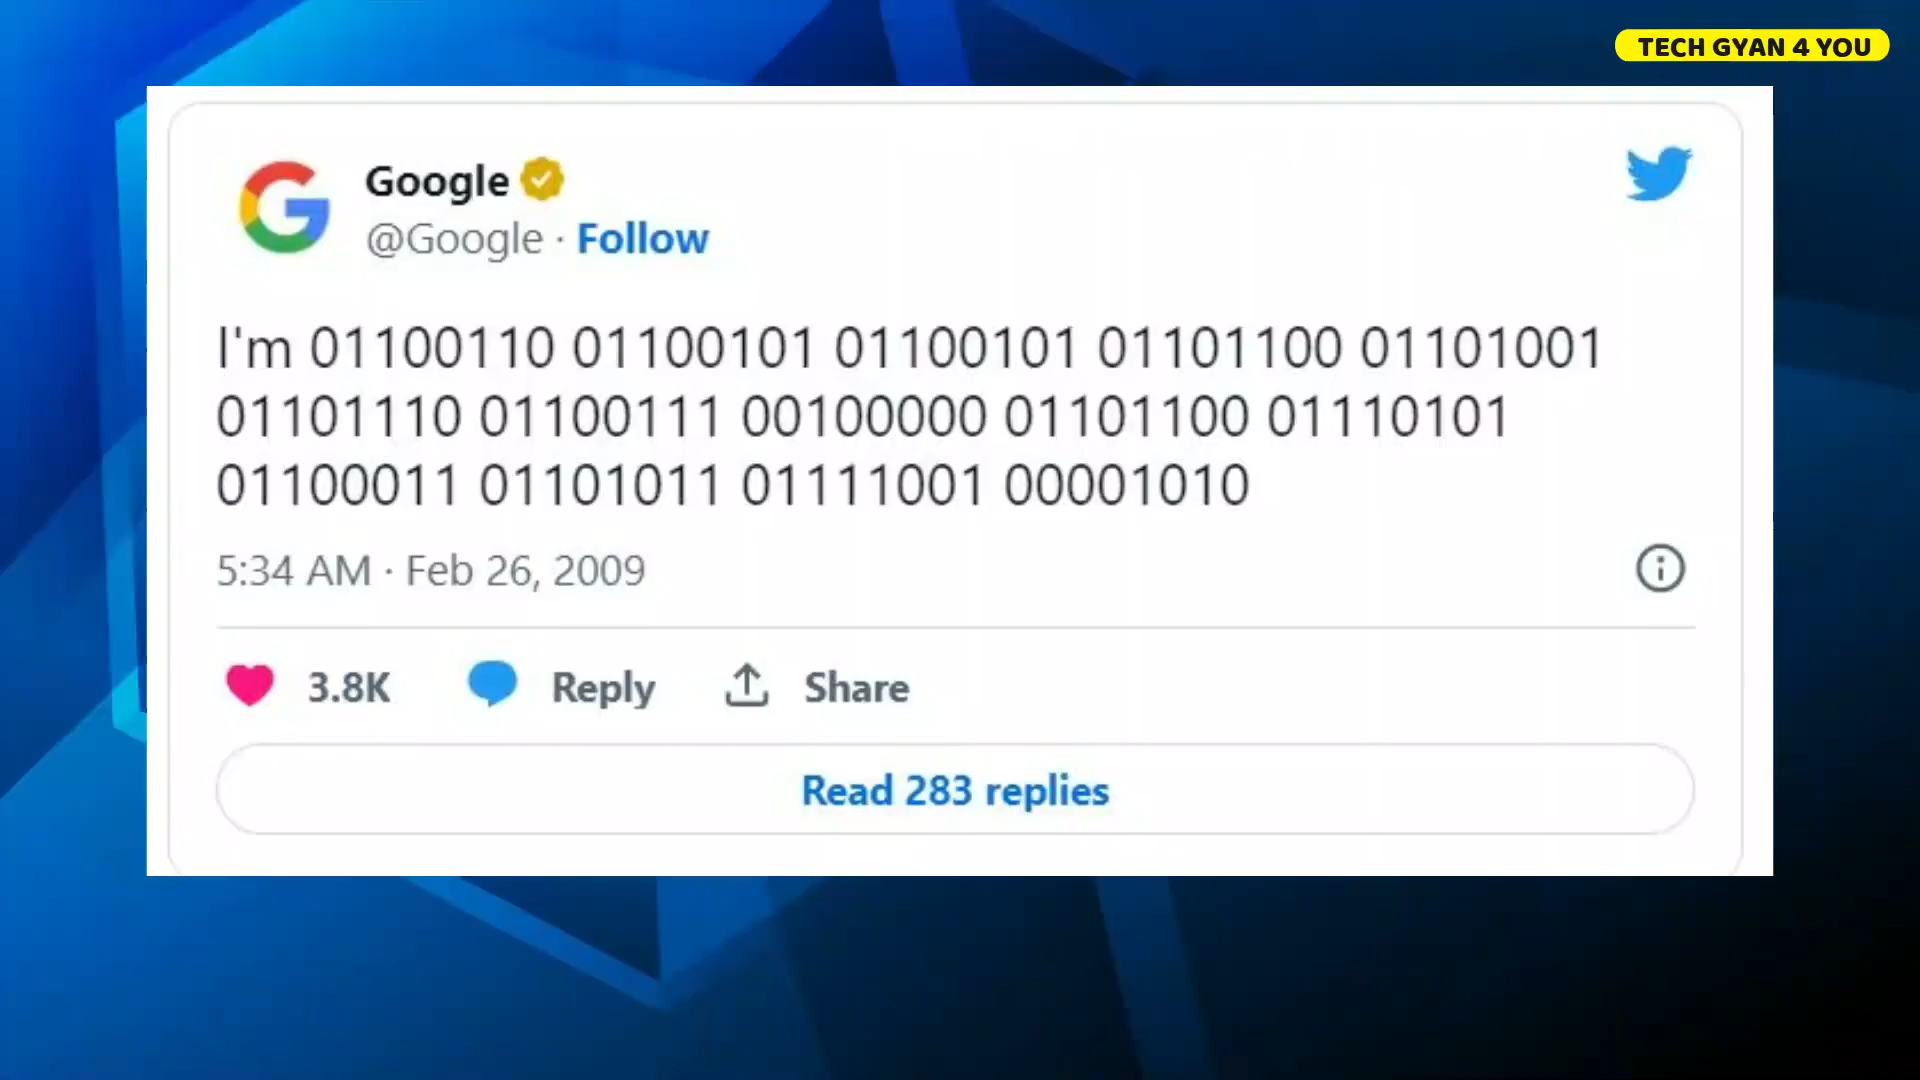 TECH GYAN 4 YOU
Google
@Google · Follow
I'm 01100110 01100101 01100101 01101100 01101001
01101110 01100111 00100000 01101100 01110101
01100011 01101011 01111001 00001010
5:34 AM · Feb 26, 2009
3.8K Reply Share
Read 283 replies